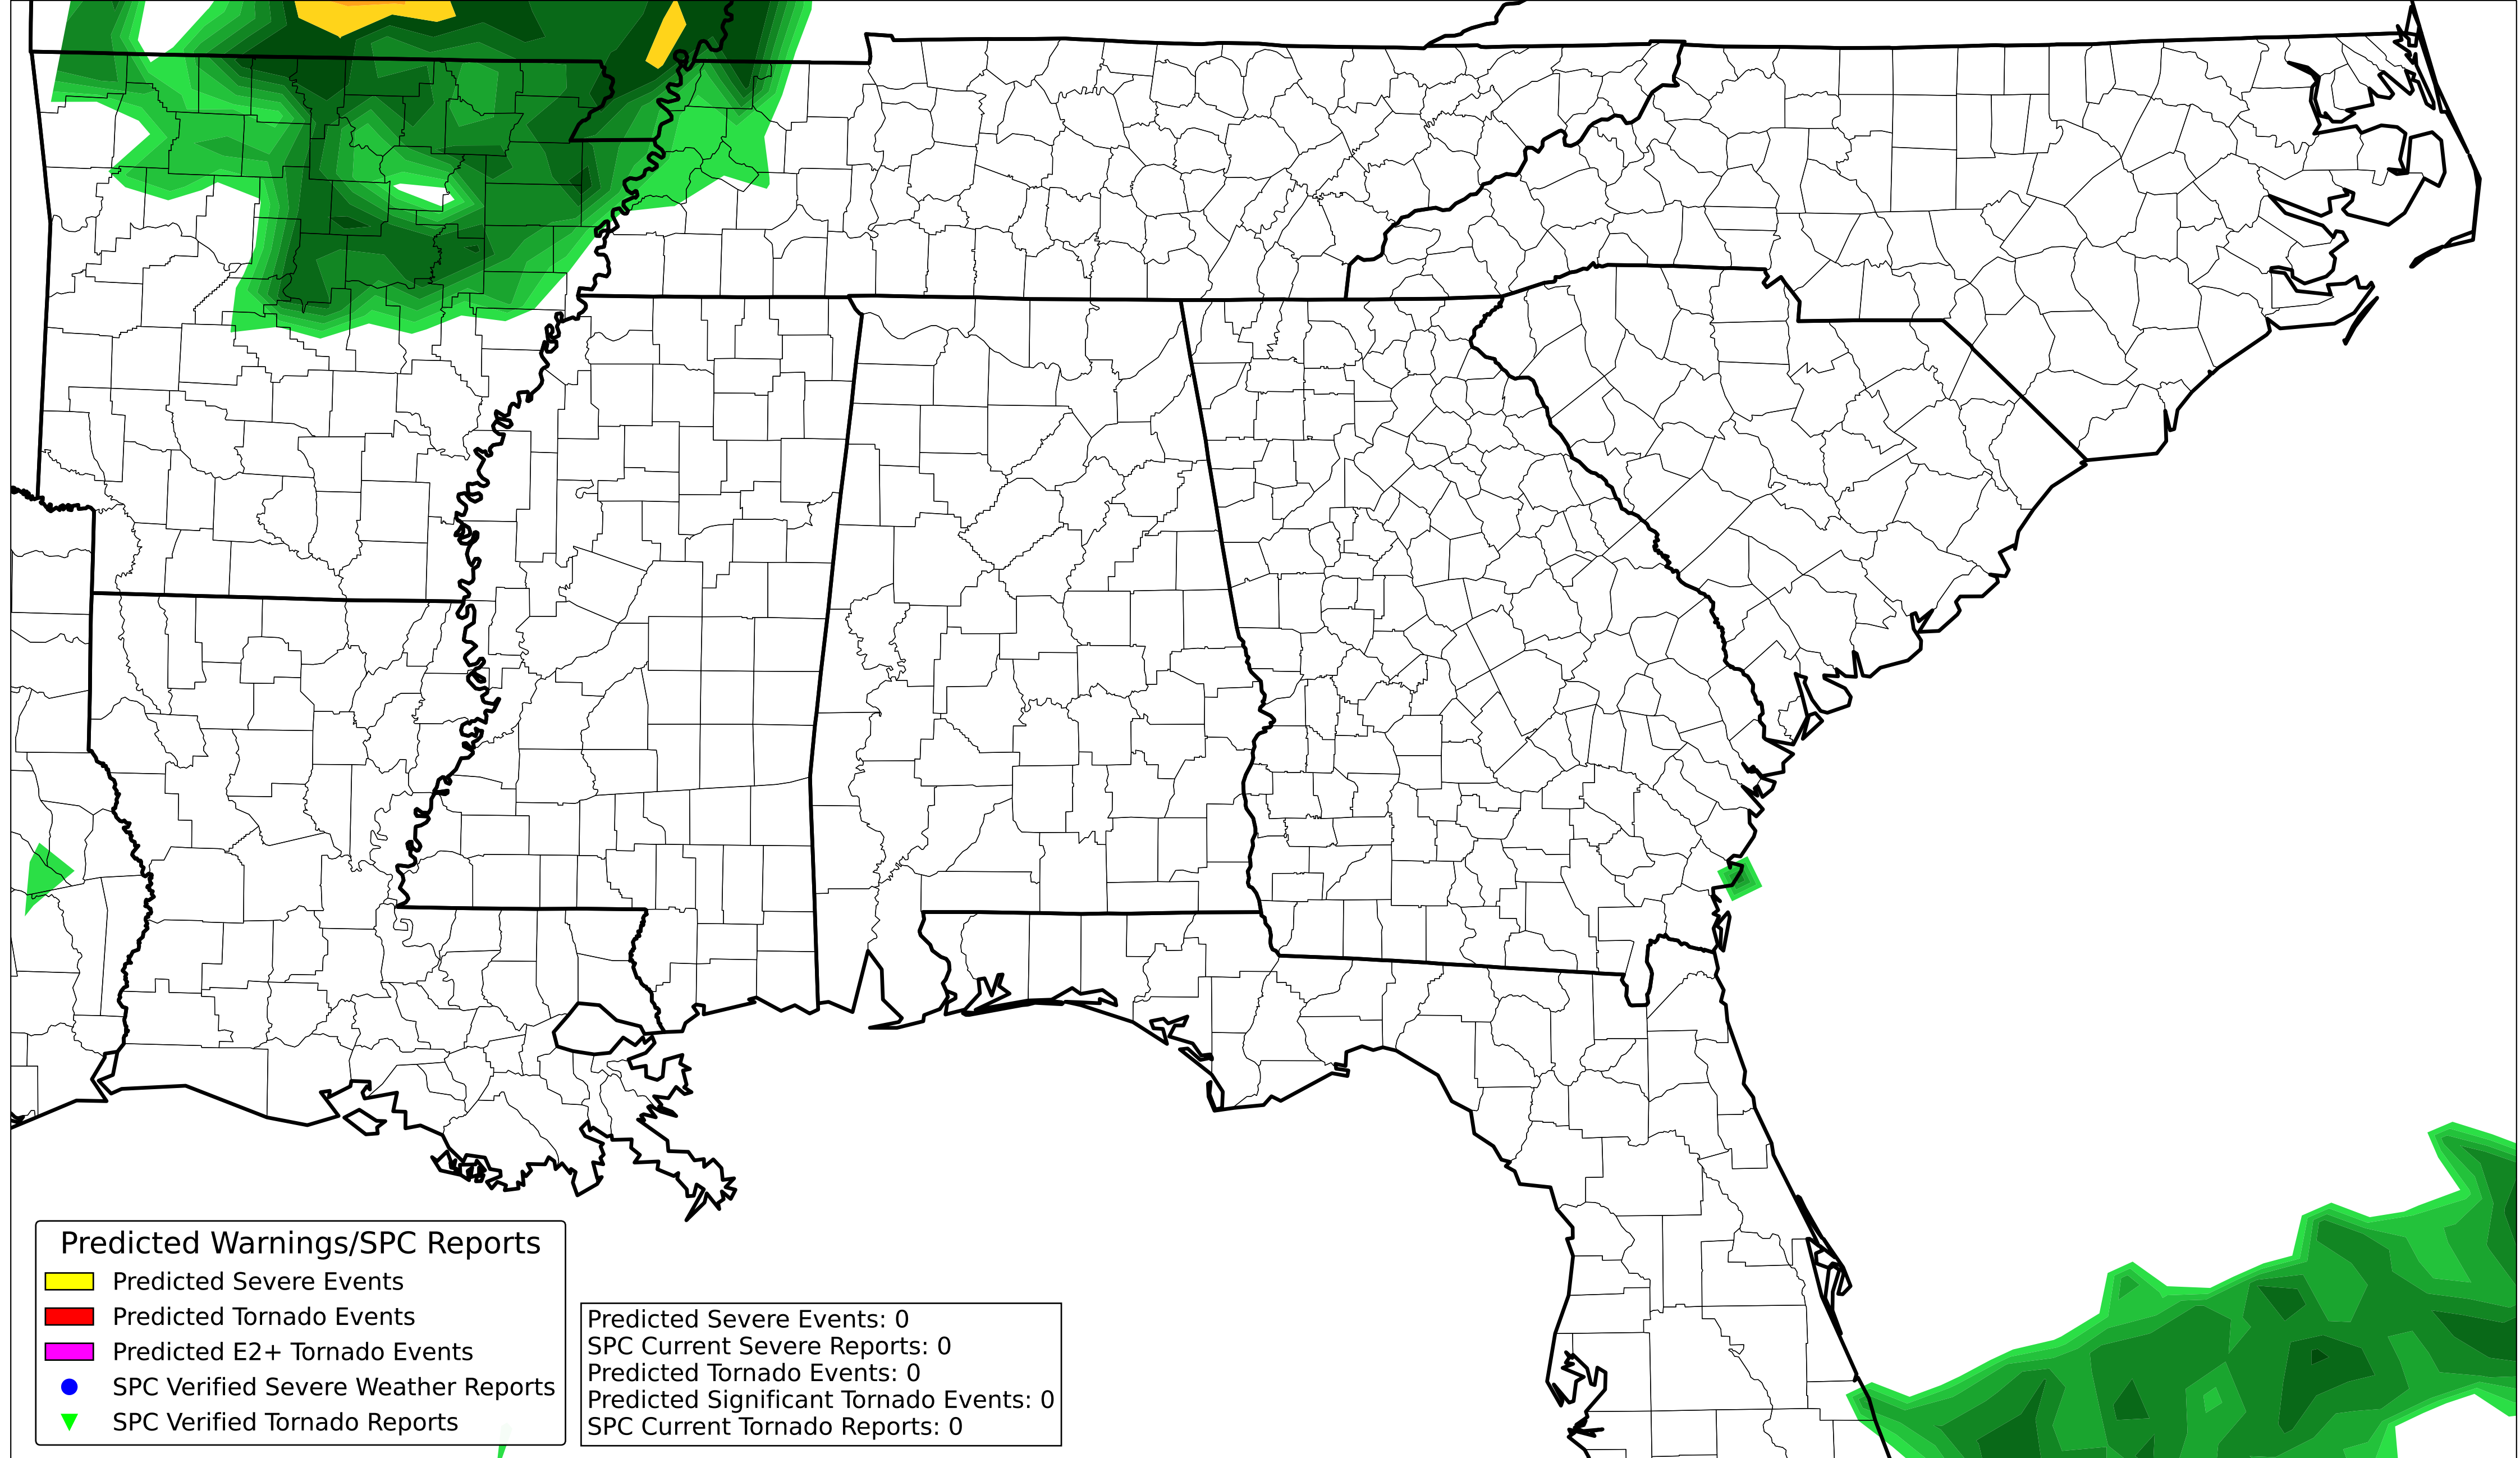 Predicted Warnings/SPC Reports
Predicted Severe Events
Predicted Tornado Events
Predicted E2+ Tornado Events
SPC Verified Severe Weather Reports
SPC Verified Tornado Reports
Predicted Severe Events: 0
SPC Current Severe Reports: 0
Predicted Tornado Events: 0
Predicted Significant Tornado Events: 0
SPC Current Tornado Reports: 0